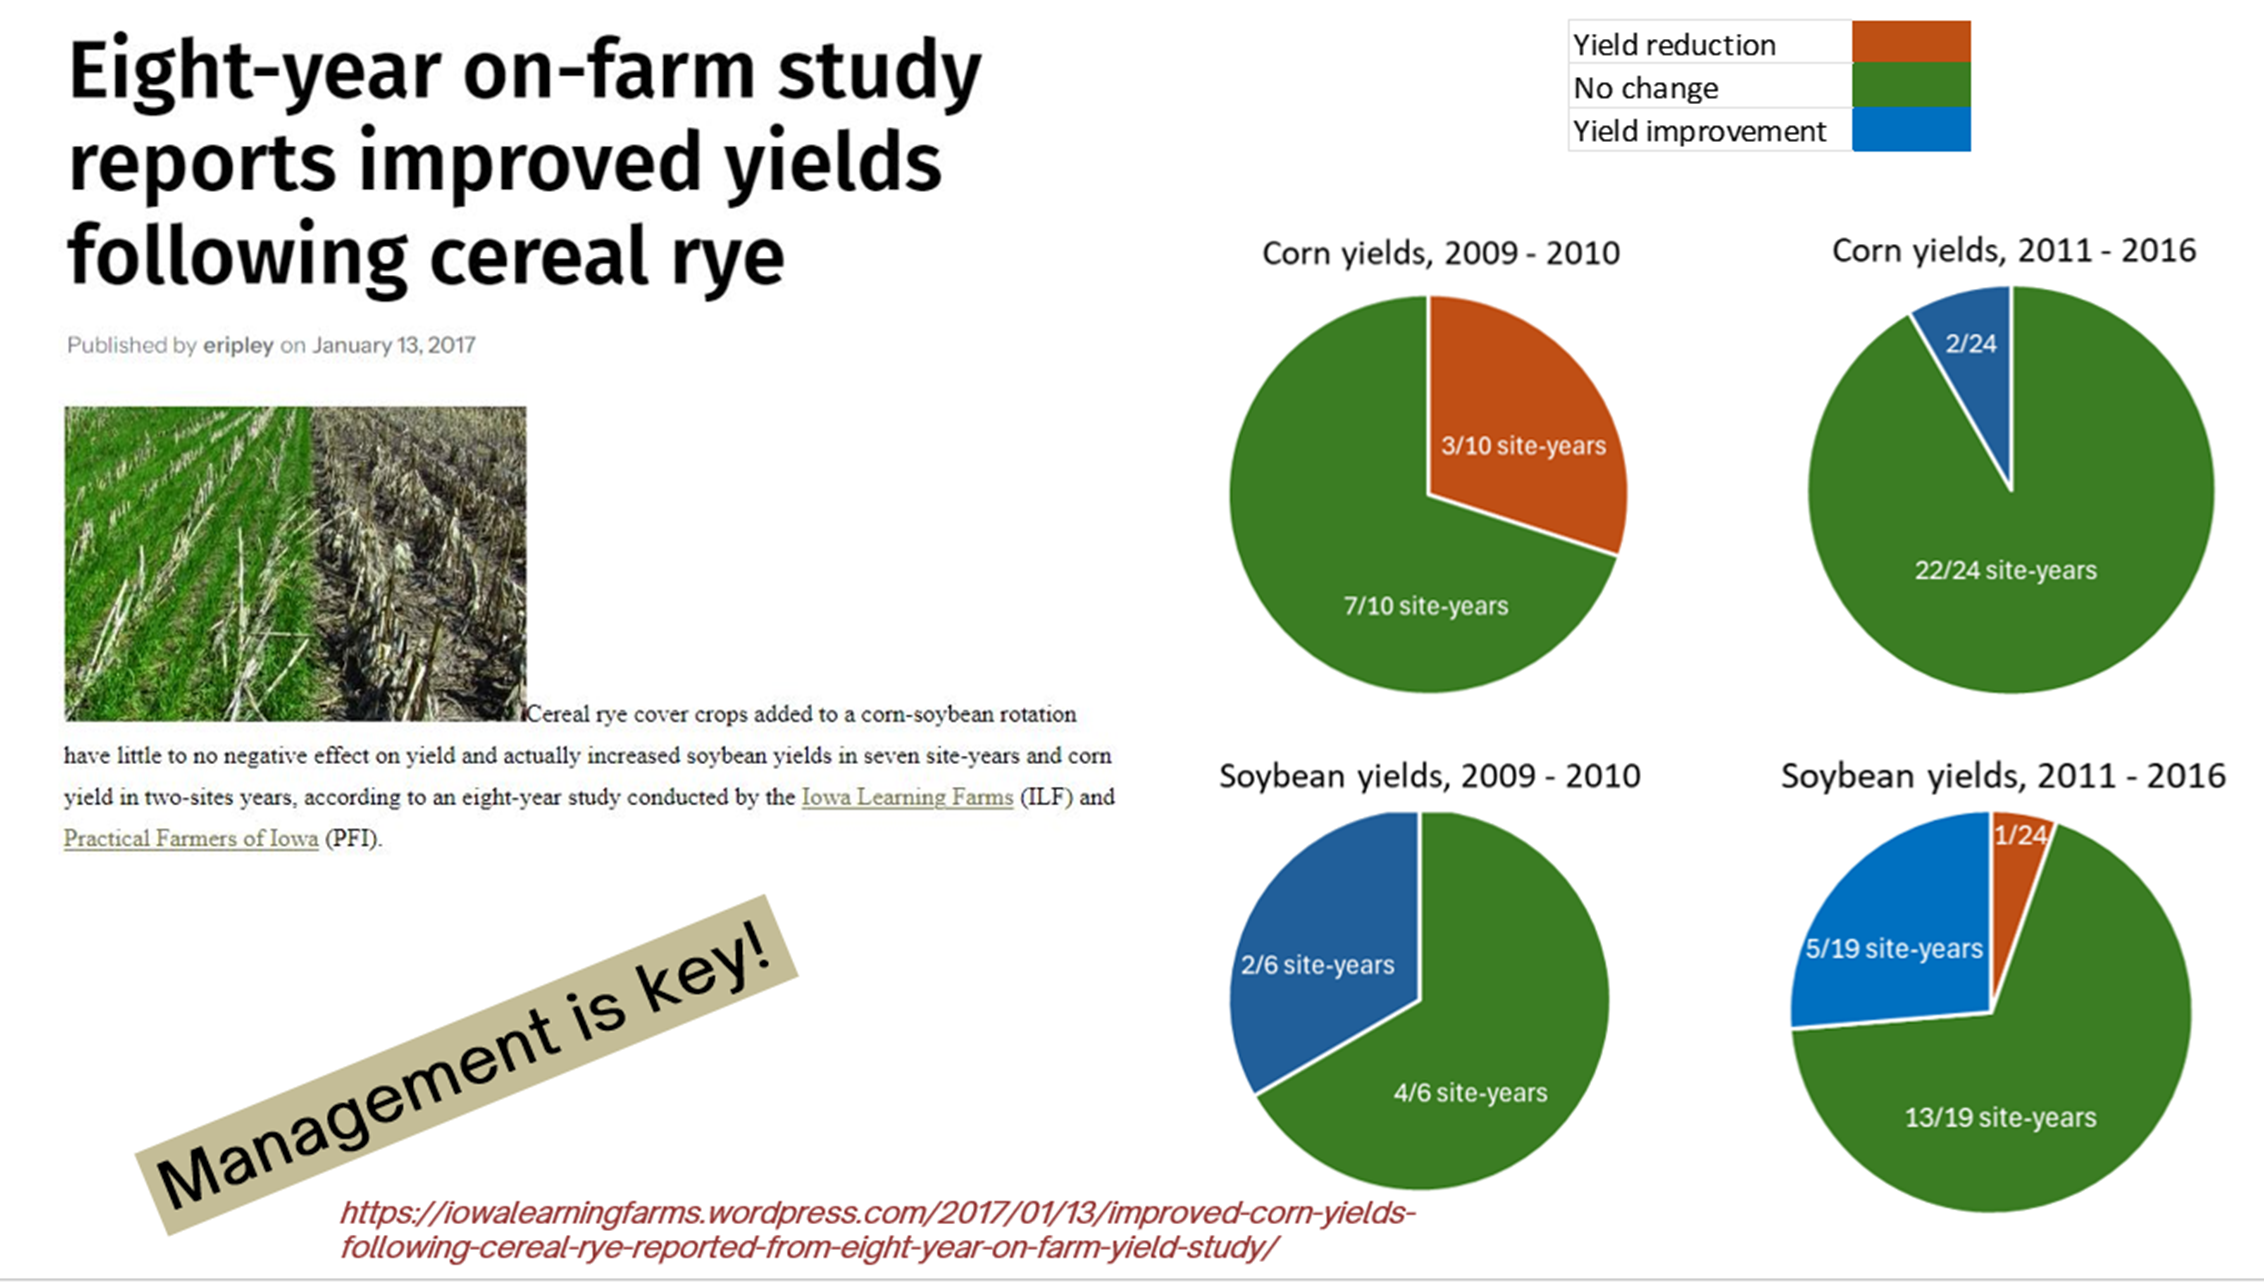 Eight-year on-farm study
reports improved yields
following cereal rye
Published by eripley on January 13, 2017
Cereal rye cover crops added to a corn-soybean rotation
have little to no negative effect on yield and actually increased soybean yields in seven site-years and corn
yield in two-sites years, according to an eight-year study conducted by the Iowa Learning Farms (ILF) and
Practical Farmers of Iowa (PFI).
Management is key!
https://iowalearningfarms.wordpress.com/2017/01/13/improved-corn-yields-
following-cereal-rye-reported-from-eight-year-on-farm-yield-study/
Yield reduction
No change
Yield improvement
Corn yields, 2009 - 2010
3/10 site-years
7/10 site-years
Corn yields, 2011 - 2016
2/24
22/24 site-years
Soybean yields, 2009 - 2010
2/6 site-years
4/6 site-years
Soybean yields, 2011 - 2016
1/24
5/19 site-years
13/19 site-years